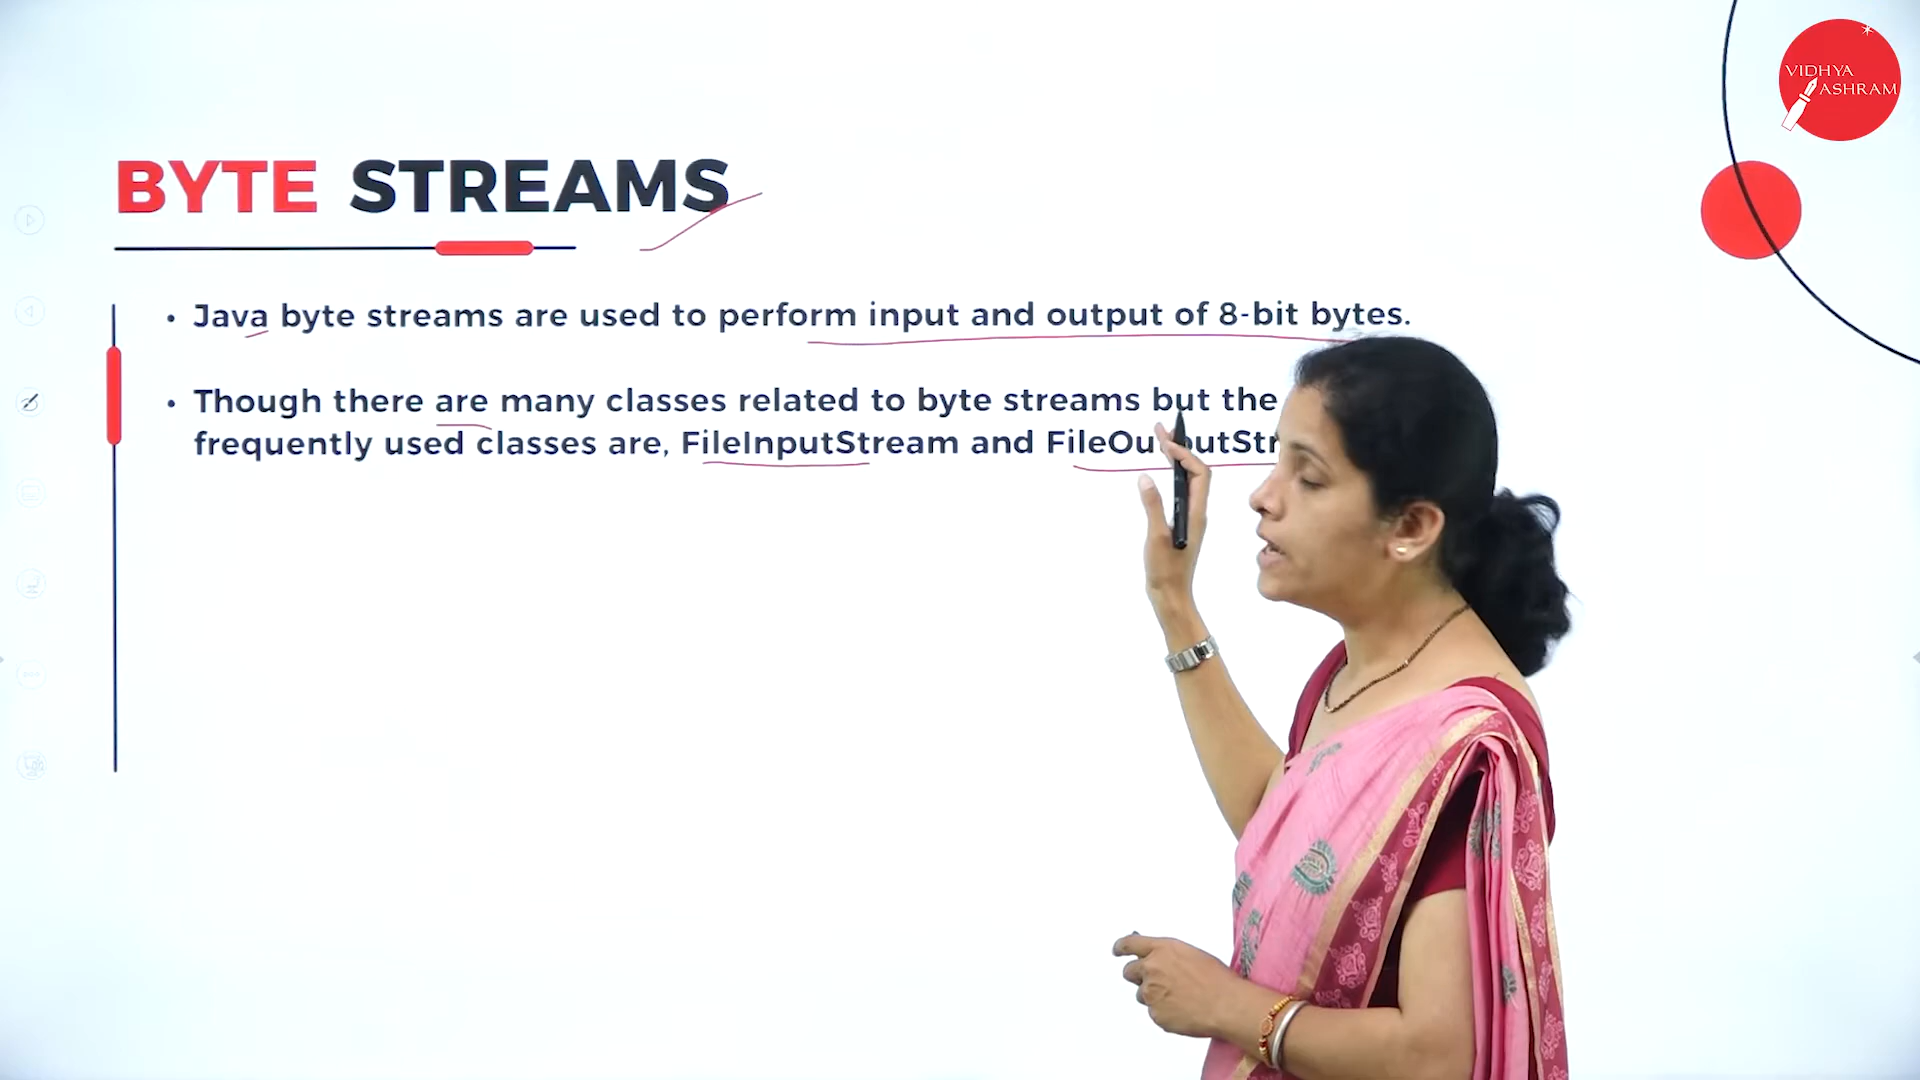 VIDHYA
ASHRAM
BYTE STREAMS
• Java byte streams are used to perform input and output of 8-bit bytes.
• Though there are many classes related to byte streams but the
frequently used classes are, FileInputStream and